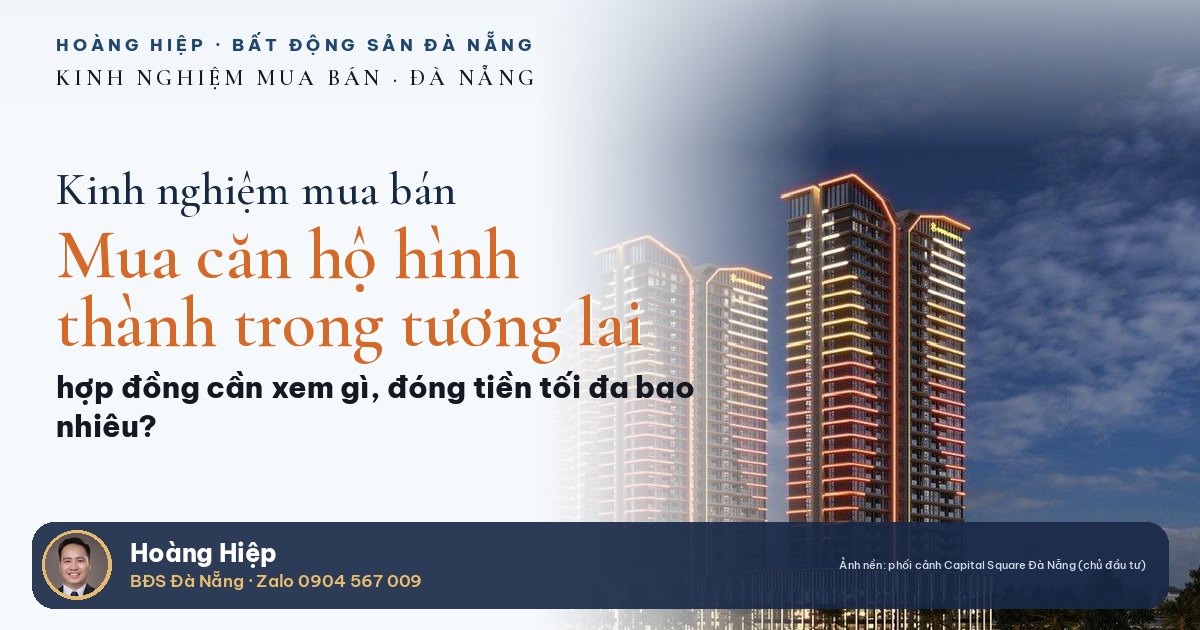 HOÀNG HIỆP · BẤT ĐỘNG SẢN ĐÀ NẴNG
KINH NGHIỆM MUA BÁN · ĐÀ NẴNG
Kinh nghiệm mua bán
Mua căn hộ hình
thành trong tương lai
hợp đồng cần xem gì, đóng tiền tối đa bao
nhiêu?
Hoàng Hiệp
BĐS Đà Nẵng · Zalo 0904 567 009
Ảnh nền: phối cảnh Capital Square Đà Nẵng (chủ đầu tư)